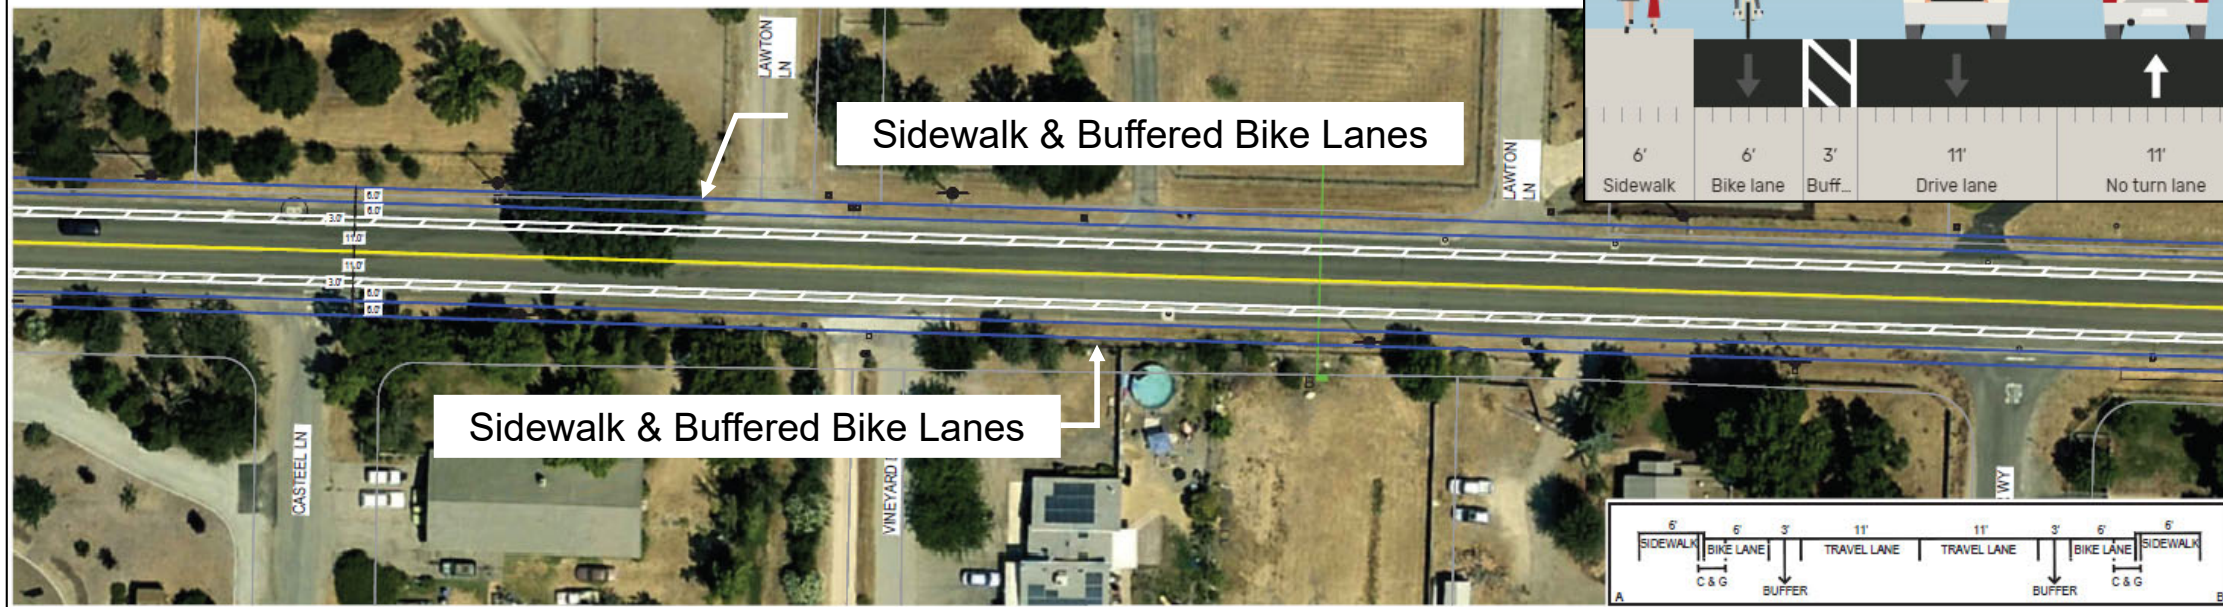 LAWTON
LN
Sidewalk & Buffered Bike Lanes
6' 6' 3' 11' 11'
Sidewalk Bike lane Buff... Drive lane No turn lane
LAWTON
LN
6.0'
6.0'
3.0'
11.0'
11.0'
3.0'
6.0'
6.0'
Sidewalk & Buffered Bike Lanes
CASTEEL LN
VINEYARD
WY
6' 6' 3' 11' 11' 3' 6' 6'
SIDEWALK BIKE LANE TRAVEL LANE TRAVEL LANE BIKE LANE SIDEWALK
C & G C & G
BUFFER BUFFER
A B